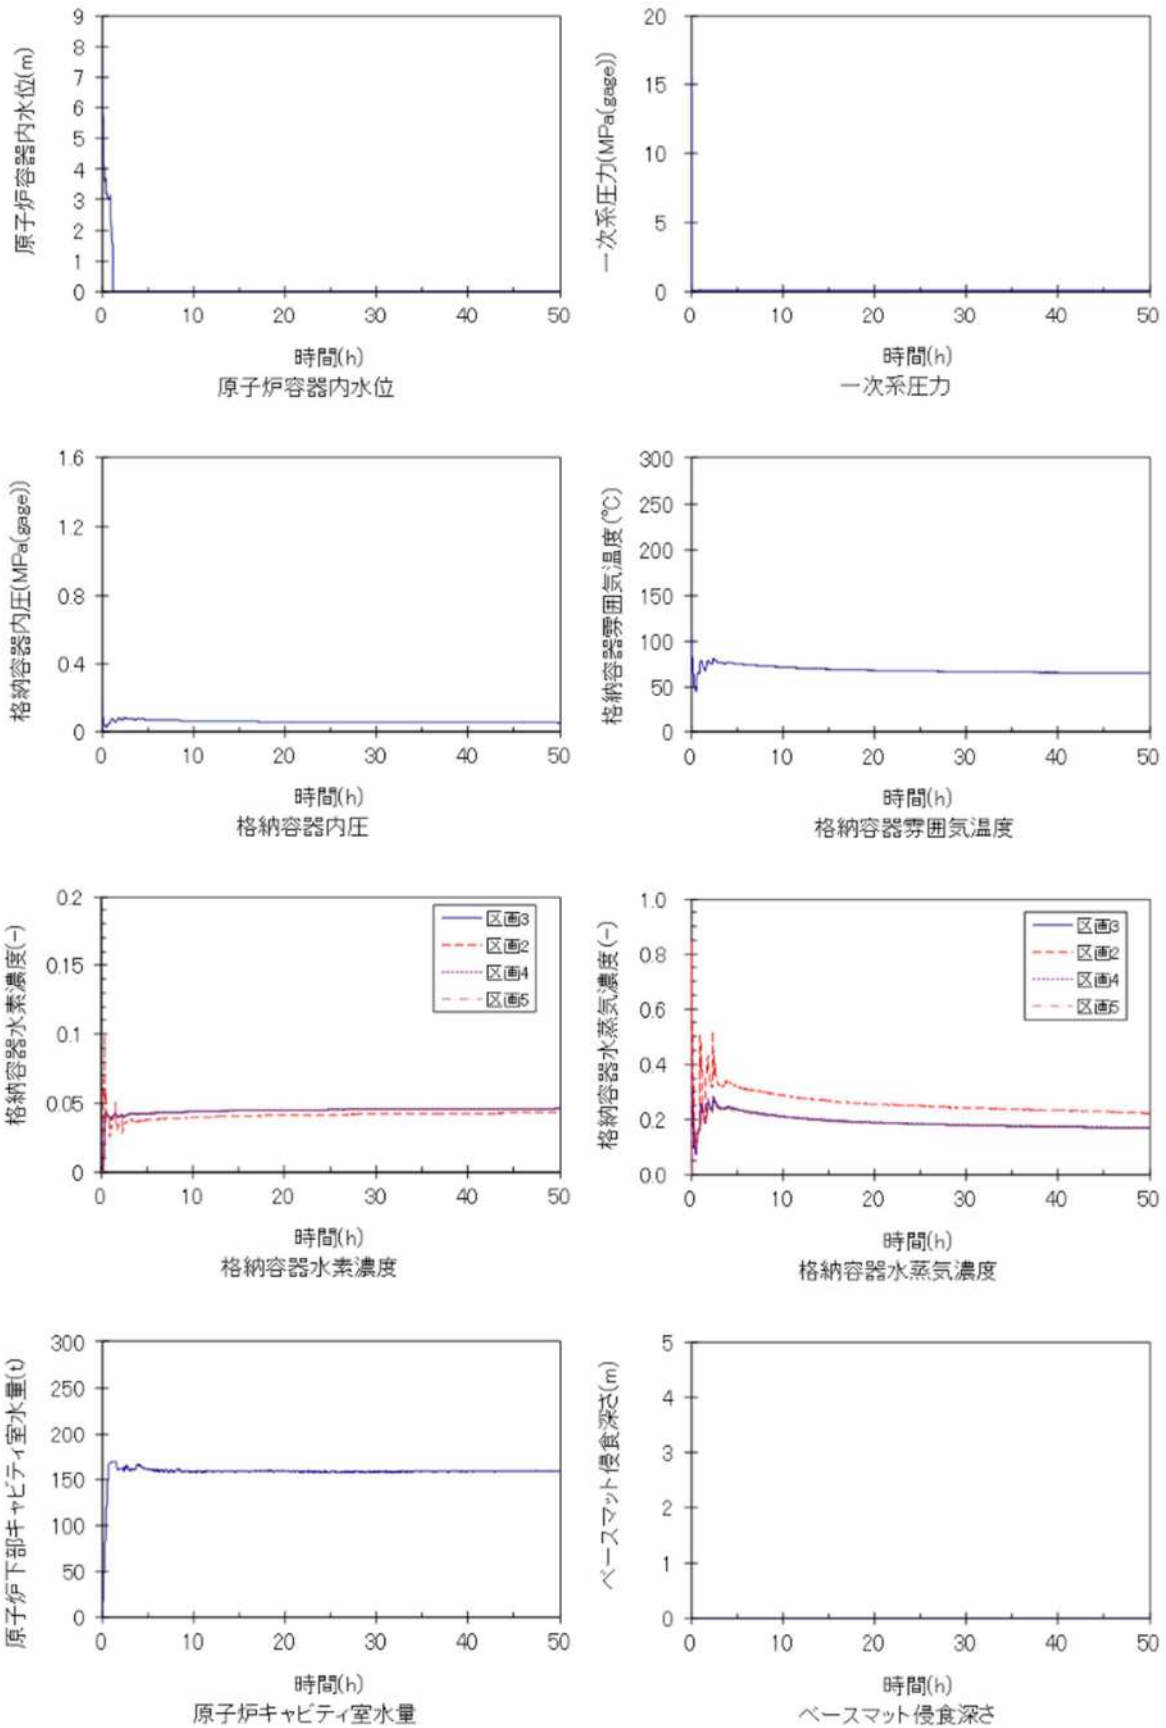 原子炉容器内水位(m)
9
8
7
6
5
4
3
2
1
0
0 10 20 30 40 50
時間(h)
原子炉容器内水位
一次系圧力(MPa(gage))
20
15
10
5
0
0 10 20 30 40 50
時間(h)
一次系圧力
格納容器内圧(MPa(gage))
1.6
1.2
0.8
0.4
0
0 10 20 30 40 50
時間(h)
格納容器内圧
格納容器雰囲気温度(℃)
300
250
200
150
100
50
0
0 10 20 30 40 50
時間(h)
格納容器雰囲気温度
格納容器水素濃度(-)
0.2
0.15
0.1
0.05
0
区画3
区画2
区画4
区画5
0 10 20 30 40 50
時間(h)
格納容器水素濃度
格納容器水蒸気濃度(-)
1.0
0.8
0.6
0.4
0.2
0.0
区画3
区画2
区画4
区画5
0 10 20 30 40 50
時間(h)
格納容器水蒸気濃度
原子炉下部キャビティ室水量(t)
300
250
200
150
100
50
0
0 10 20 30 40 50
時間(h)
原子炉キャビティ室水量
ベースマット侵食深さ(m)
5
4
3
2
1
0
0 10 20 30 40 50
時間(h)
ベースマット侵食深さ